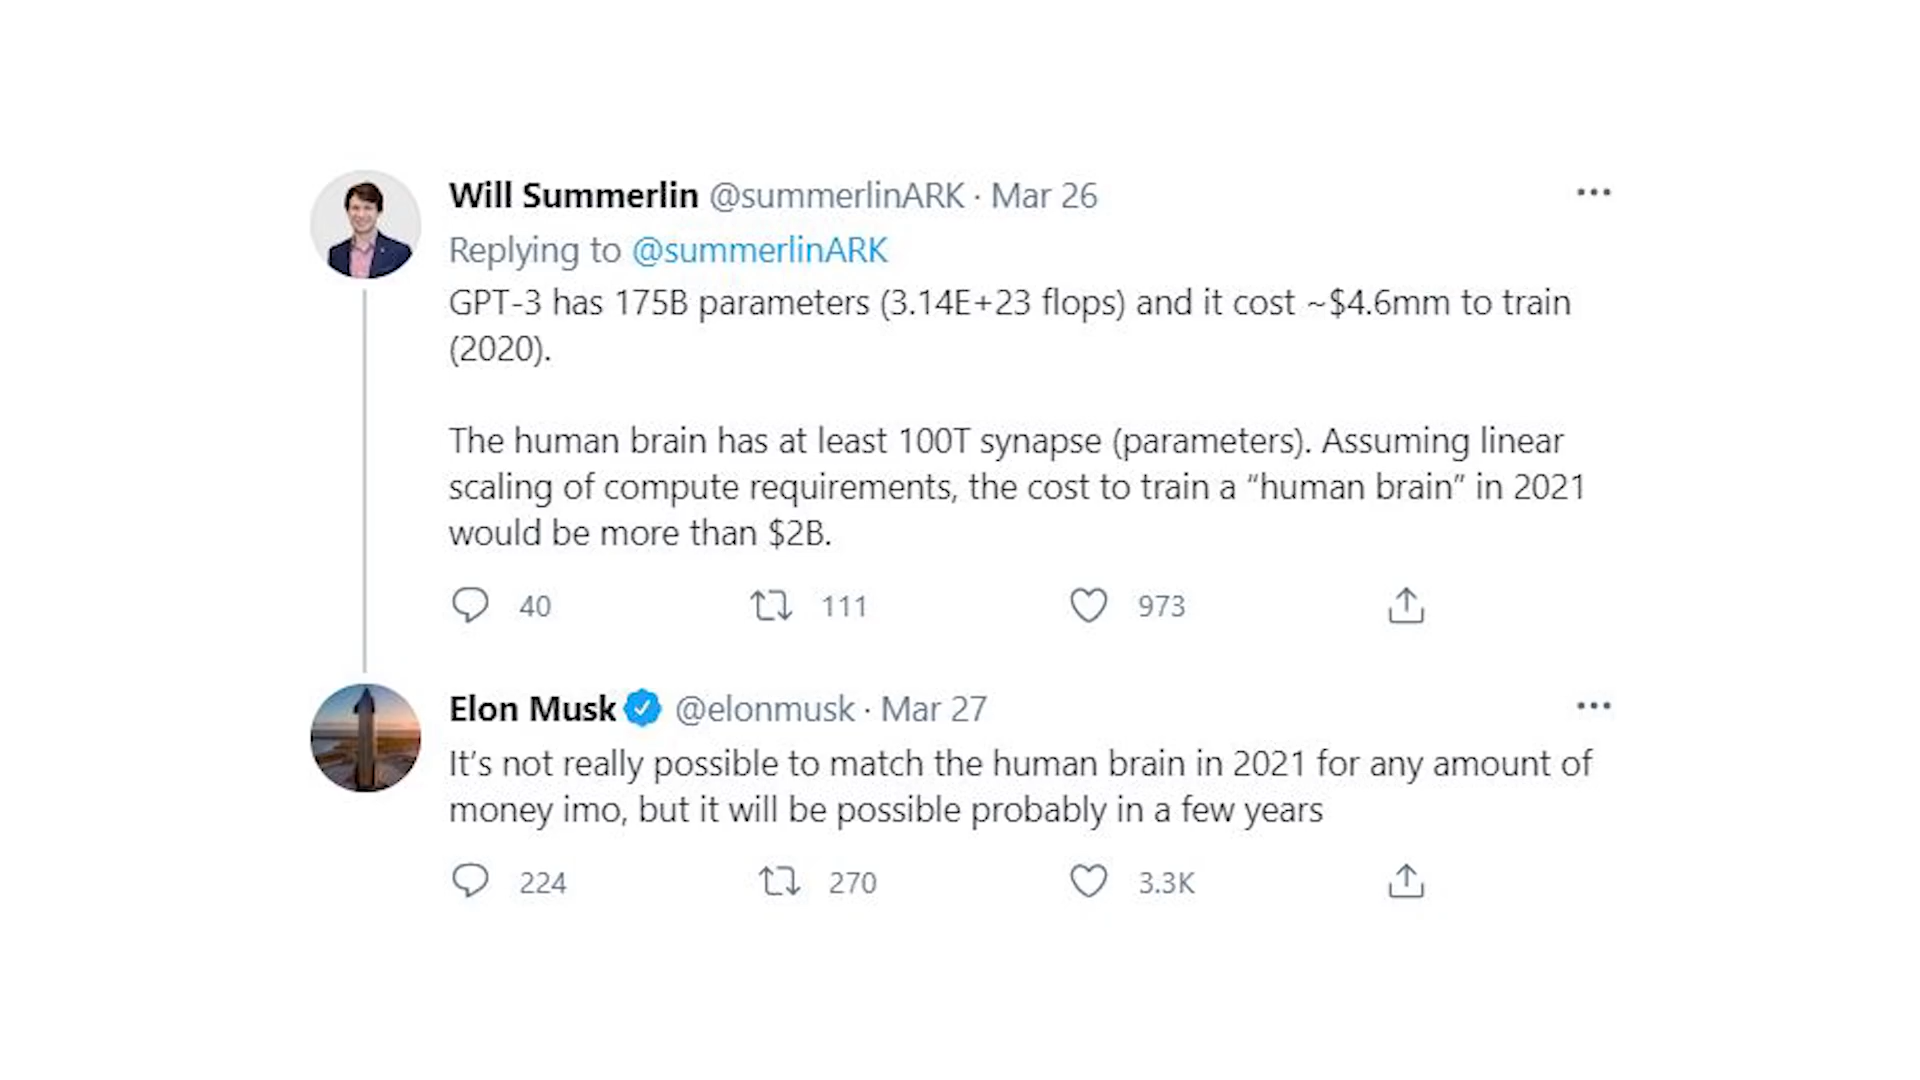 Will Summerlin @summerlinARK · Mar 26
Replying to @summerlinARK
GPT-3 has 175B parameters (3.14E+23 flops) and it cost ~$4.6mm to train
(2020).
The human brain has at least 100T synapse (parameters). Assuming linear
scaling of compute requirements, the cost to train a “human brain” in 2021
would be more than $2B.
40 111 973
Elon Musk @elonmusk · Mar 27
It’s not really possible to match the human brain in 2021 for any amount of
money imo, but it will be possible probably in a few years
224 270 3.3K